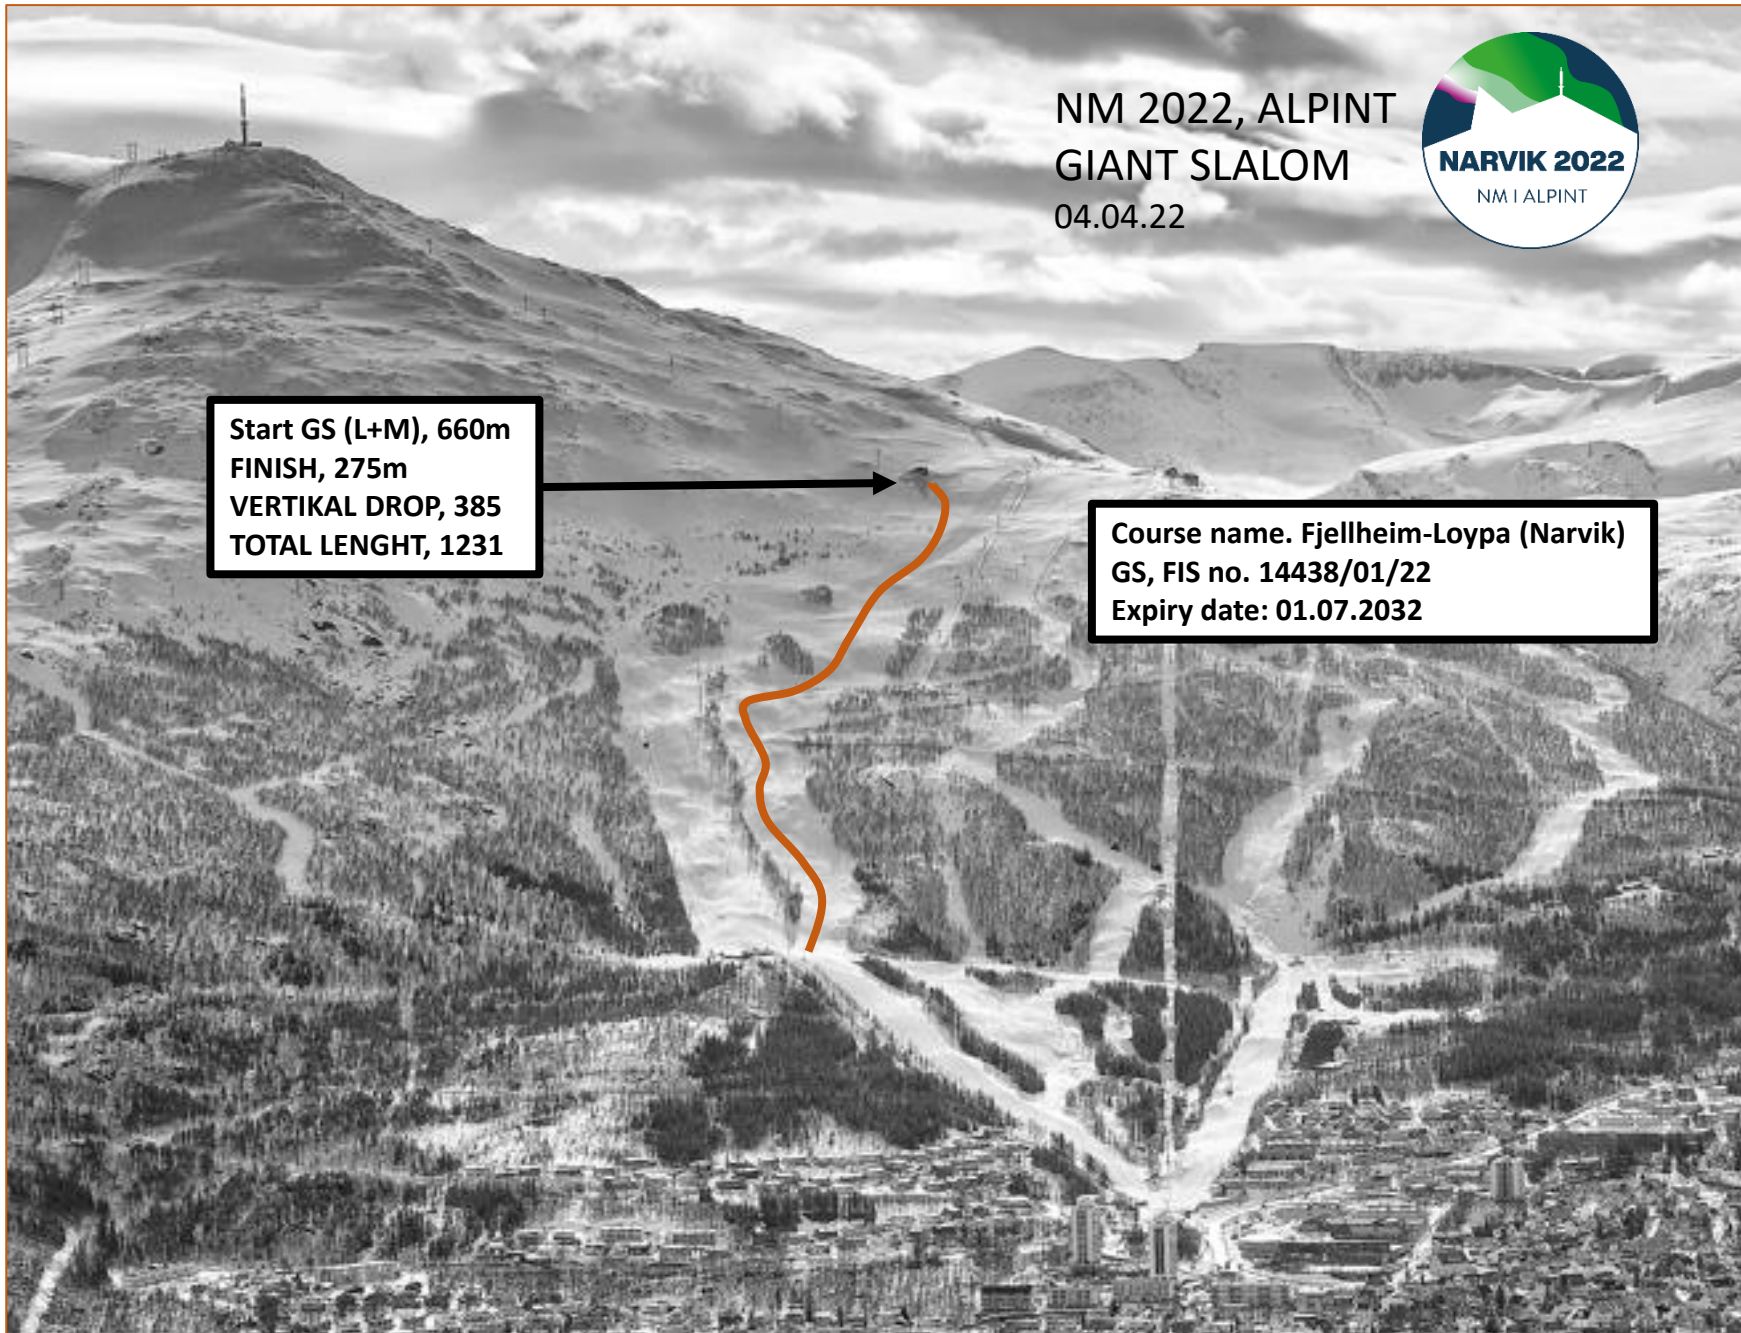 NM 2022, ALPINT
GIANT SLALOM
04.04.22
NARVIK 2022
NM I ALPINT
Start GS (L+M), 660m
FINISH, 275m
VERTIKAL DROP, 385
TOTAL LENGHT, 1231
Course name. Fjellheim-Loypa (Narvik)
GS, FIS no. 14438/01/22
Expiry date: 01.07.2032